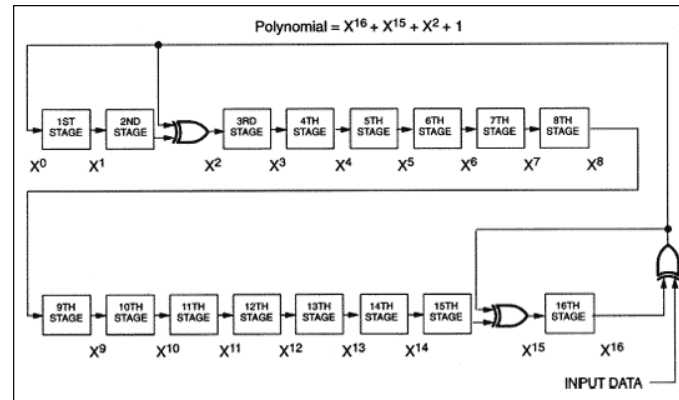 Polynomial = X16 + X15 + X2 + 1
1ST STAGE
2ND STAGE
3RD STAGE
4TH STAGE
5TH STAGE
6TH STAGE
7TH STAGE
8TH STAGE
X0 X1 X2 X3 X4 X5 X6 X7 X8
9TH STAGE
10TH STAGE
11TH STAGE
12TH STAGE
13TH STAGE
14TH STAGE
15TH STAGE
16TH STAGE
X9 X10 X11 X12 X13 X14 X15 X16
INPUT DATA